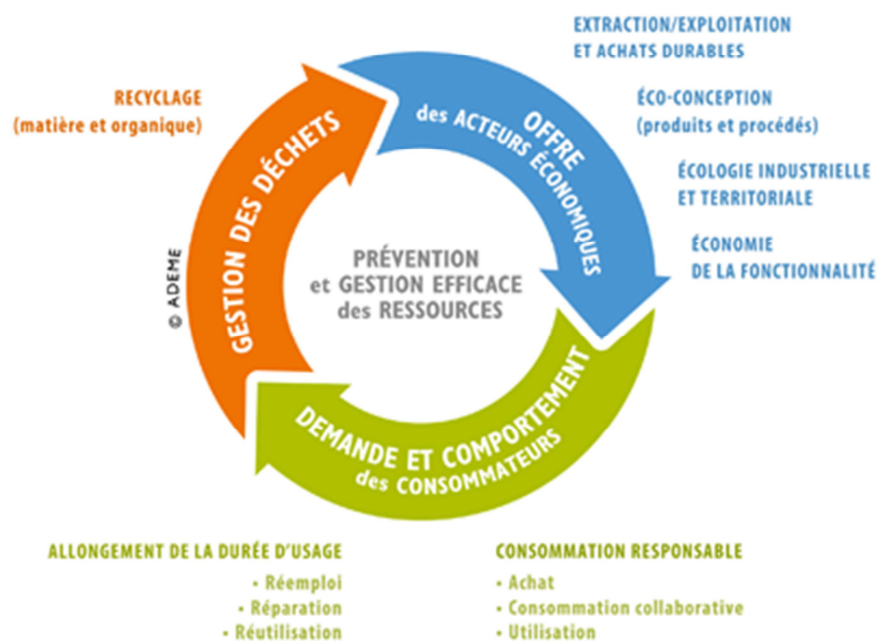 EXTRACTION/EXPLOITATION
ET ACHATS DURABLES
ÉCO-CONCEPTION
(produits et procédés)
ÉCOLOGIE INDUSTRIELLE
ET TERRITORIALE
ÉCONOMIE
DE LA FONCTIONNALITÉ
RECYCLAGE
(matière et organique)
OFFRE
des ACTEURS ÉCONOMIQUES
GESTION DES DÉCHETS
PRÉVENTION
et GESTION EFFICACE
des RESSOURCES
© ADEME
DEMANDE ET COMPORTEMENT
des CONSOMMATEURS
ALLONGEMENT DE LA DURÉE D'USAGE
• Réemploi
• Réparation
• Réutilisation
CONSOMMATION RESPONSABLE
• Achat
• Consommation collaborative
• Utilisation